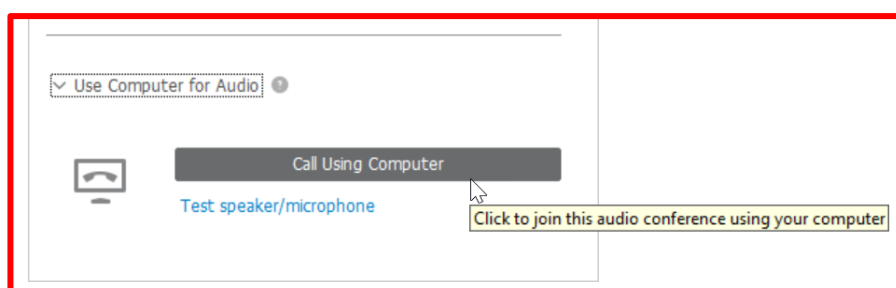 Use Computer for Audio
Call Using Computer
Test speaker/microphone
Click to join this audio conference using your computer